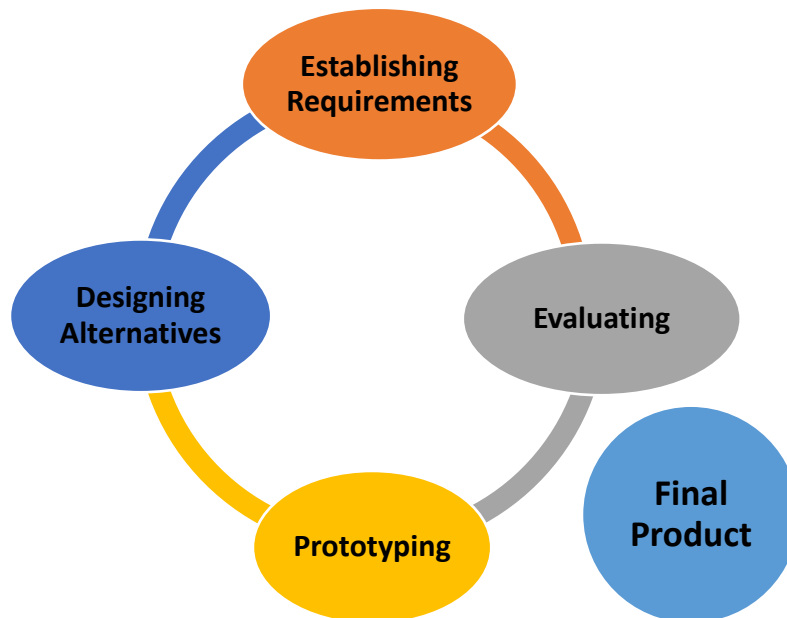 Establishing
Requirements
Designing
Alternatives
Evaluating
Prototyping
Final
Product